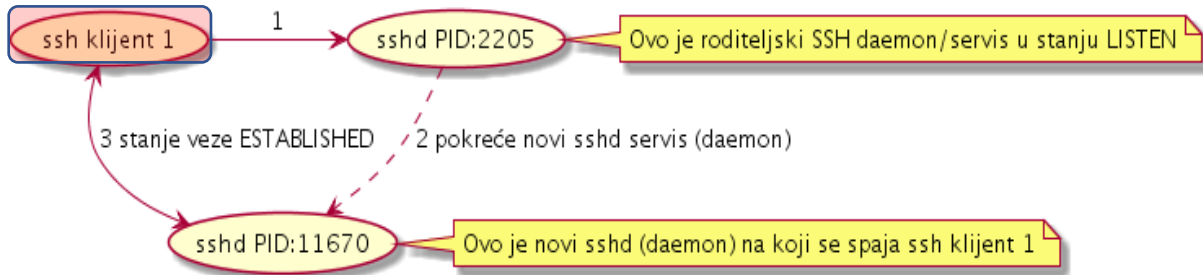 ssh klijent 1
1
sshd PID:2205
Ovo je roditeljski SSH daemon/servis u stanju LISTEN
3 stanje veze ESTABLISHED
2 pokreće novi sshd servis (daemon)
sshd PID:11670
Ovo je novi sshd (daemon) na koji se spaja ssh klijent 1